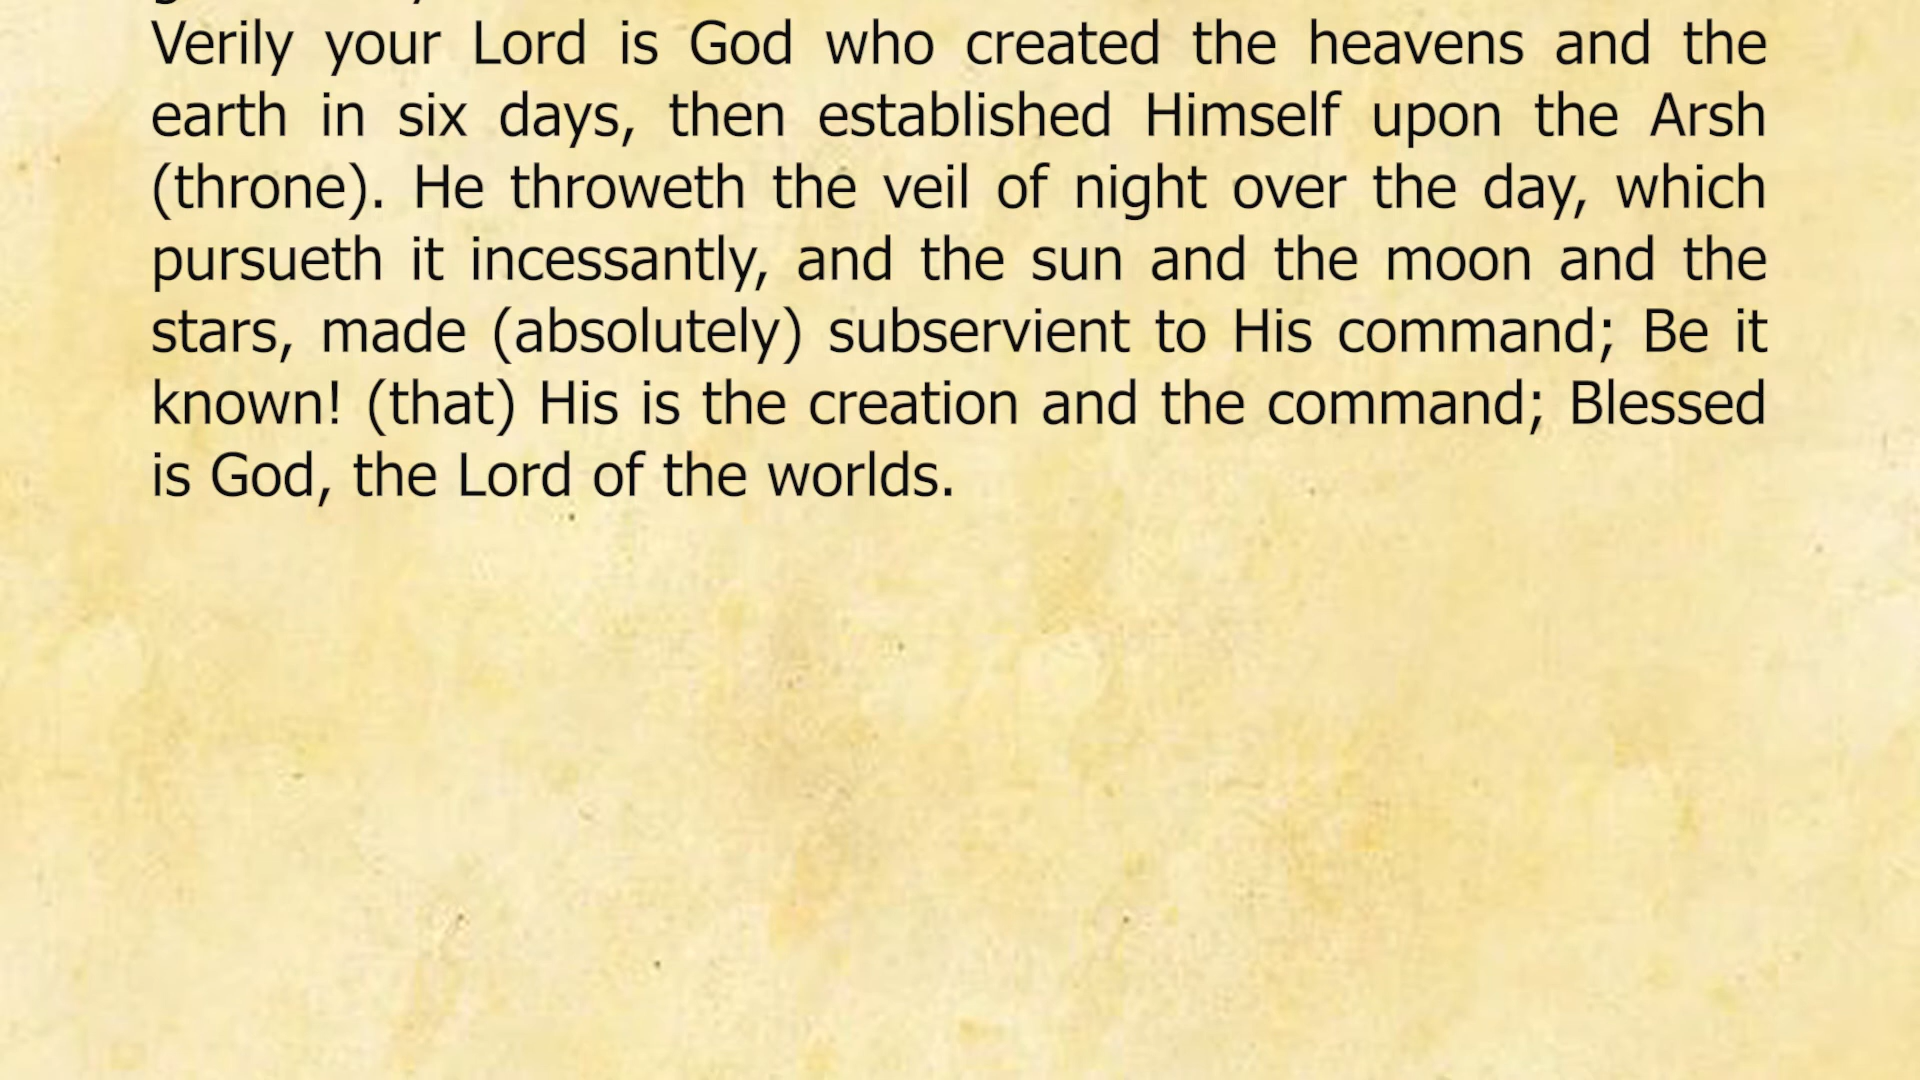 Verily your Lord is God who created the heavens and the
earth in six days, then established Himself upon the Arsh
(throne). He throweth the veil of night over the day, which
pursueth it incessantly, and the sun and the moon and the
stars, made (absolutely) subservient to His command; Be it
known! (that) His is the creation and the command; Blessed
is God, the Lord of the worlds.